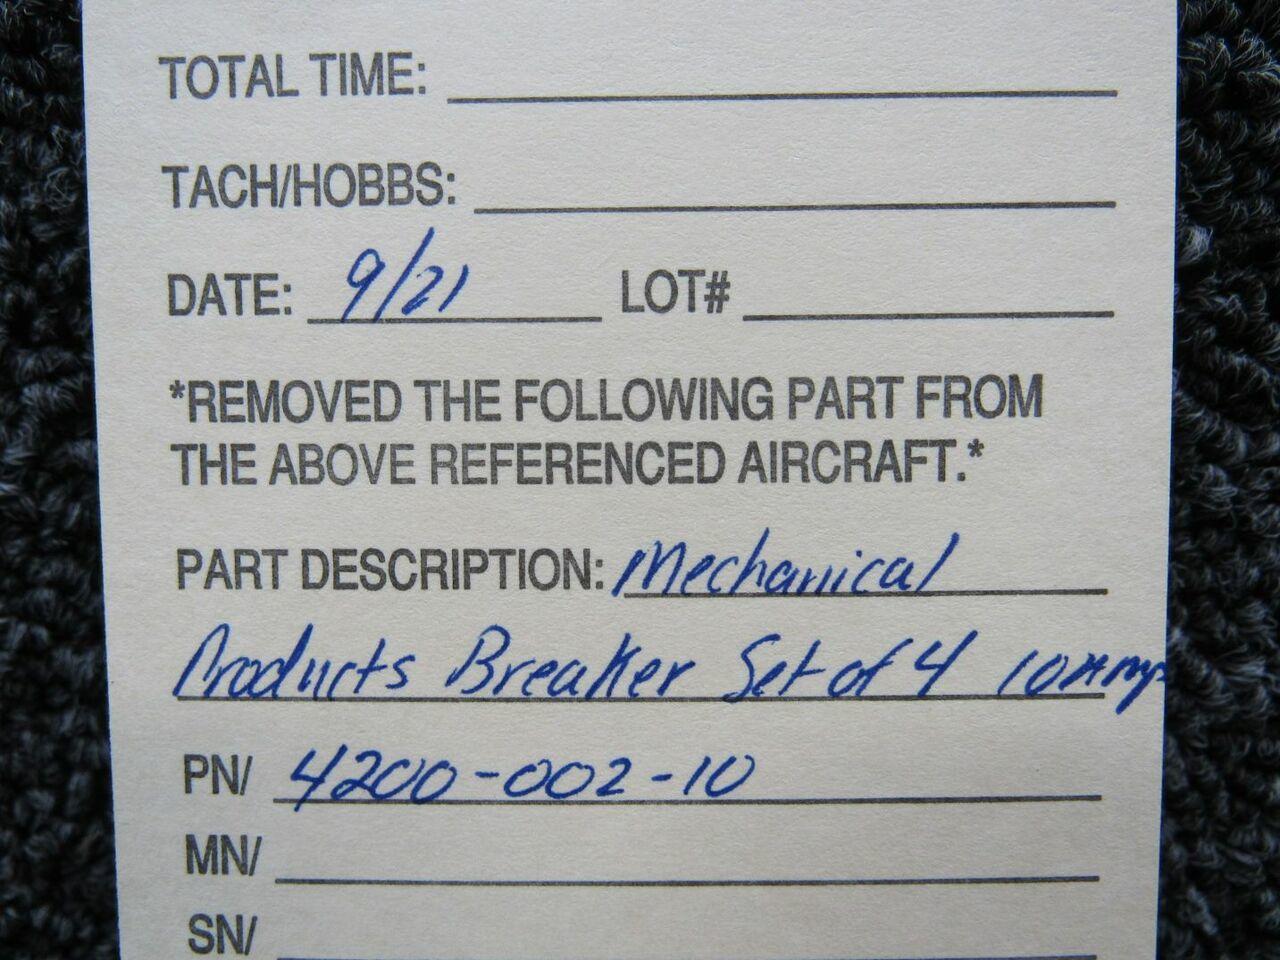 TOTAL TIME:
TACH/HOBBS:
DATE: 9/21 LOT#
*REMOVED THE FOLLOWING PART FROM
THE ABOVE REFERENCED AIRCRAFT.*
PART DESCRIPTION: Mechanical
Products Breaker Set of 4 10Amps
PN/ 4200-002-10
MN/
SN/